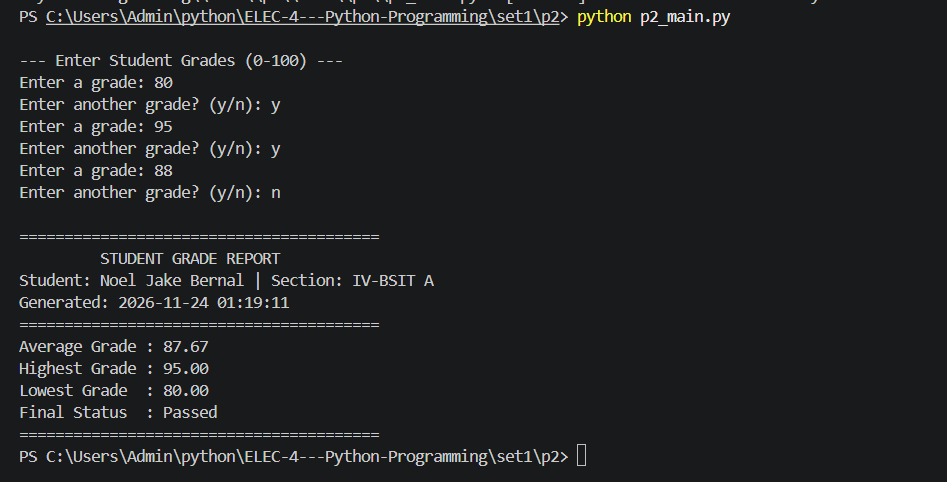 PS C:\Users\Admin\python\ELEC-4---Python-Programming\set1\p2> python p2_main.py
--- Enter Student Grades (0-100) ---
Enter a grade: 80
Enter another grade? (y/n): y
Enter a grade: 95
Enter another grade? (y/n): y
Enter a grade: 88
Enter another grade? (y/n): n
========================================
STUDENT GRADE REPORT
Student: Noel Jake Bernal | Section: IV-BSIT A
Generated: 2026-11-24 01:19:11
========================================
Average Grade : 87.67
Highest Grade : 95.00
Lowest Grade  : 80.00
Final Status  : Passed
========================================
PS C:\Users\Admin\python\ELEC-4---Python-Programming\set1\p2>